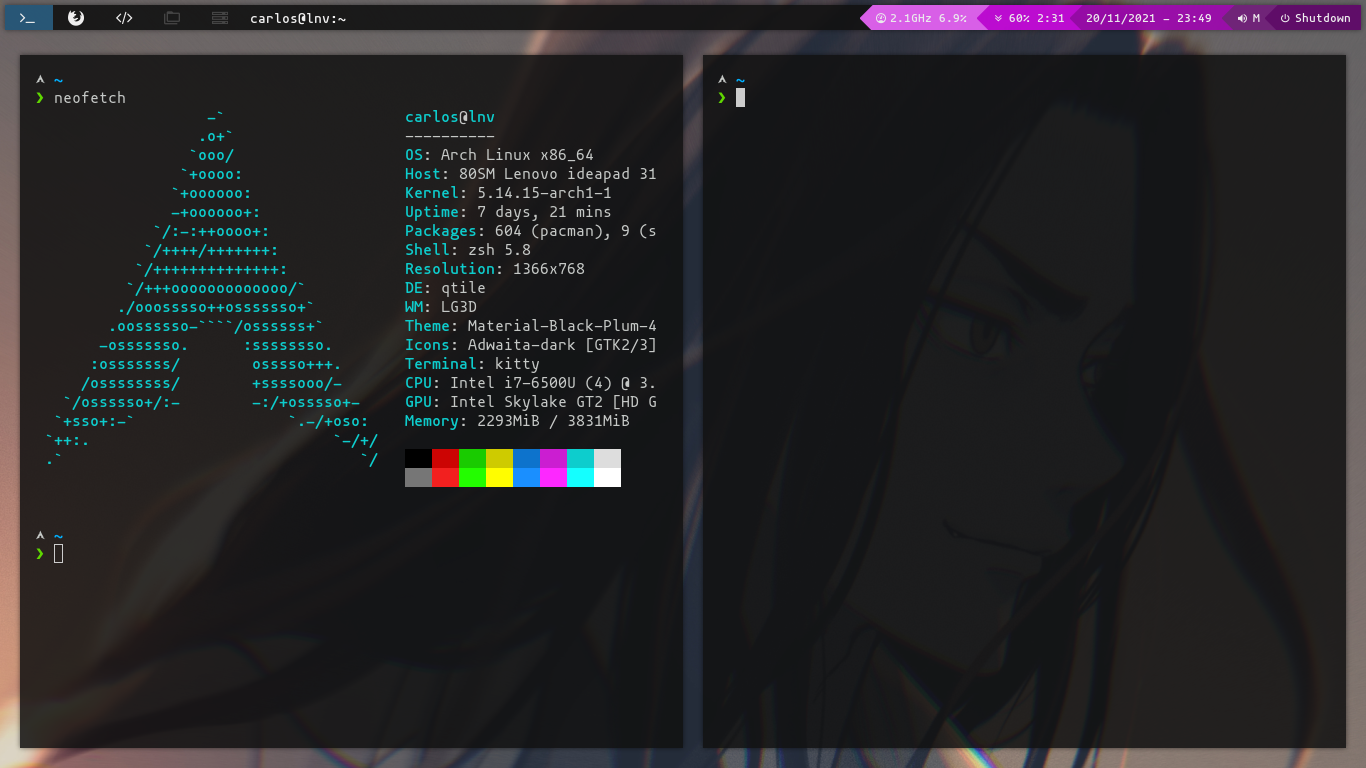 carlos@lnv:~
2.1GHz 6.9%
60% 2:31
20/11/2021 - 23:49
M
Shutdown
~
❯ neofetch
-`
.o+`
`ooo/
`+oooo:
`+oooooo:
-+oooooo+:
`/:-:++oooo+:
`/++++/+++++++:
`/++++++++++++++:
`/+++ooooooooooooo/`
./ooosssso++osssssso+`
.oossssso-````/ossssss+`
-osssssso.      :ssssssso.
:osssssss/        osssso+++.
/ossssssss/        +ssssooo/-
`/ossssso+/:-        -:/+osssso+-
`+sso+:-`                 `.-/+oso:
`++:.                           `-/+/
.`                                 `/
carlos@lnv
----------
OS: Arch Linux x86_64
Host: 80SM Lenovo ideapad 31
Kernel: 5.14.15-arch1-1
Uptime: 7 days, 21 mins
Packages: 604 (pacman), 9 (s
Shell: zsh 5.8
Resolution: 1366x768
DE: qtile
WM: LG3D
Theme: Material-Black-Plum-4
Icons: Adwaita-dark [GTK2/3]
Terminal: kitty
CPU: Intel i7-6500U (4) @ 3.
GPU: Intel Skylake GT2 [HD G
Memory: 2293MiB / 3831MiB
~
❯
~
❯